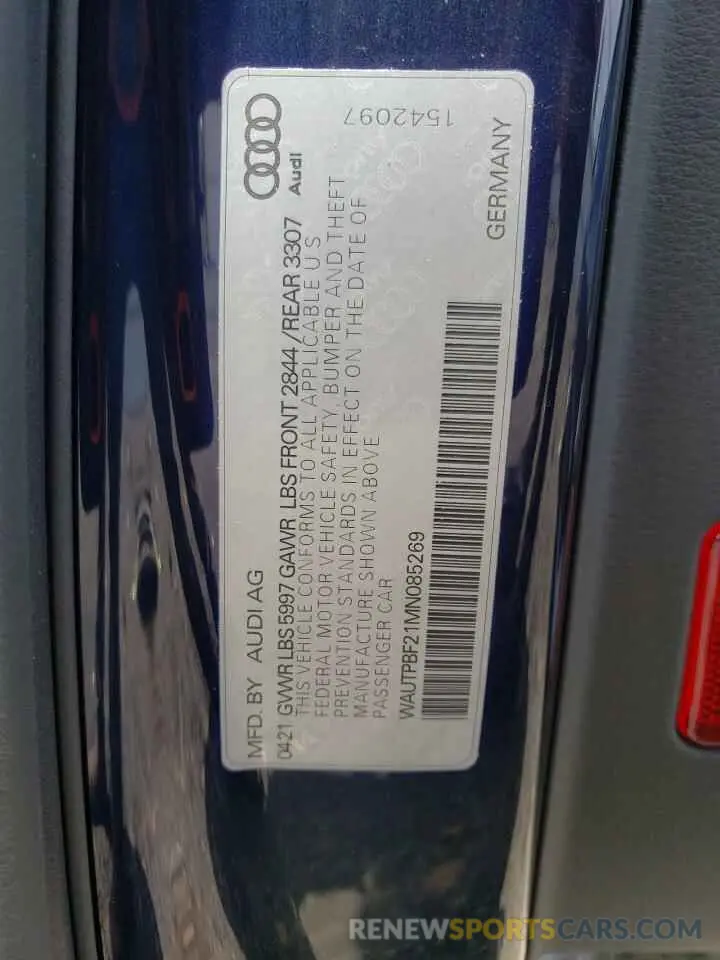 Audi
1542097
MFD. BY AUDI AG
GERMANY
0421 GVWR LBS 5997 GAWR LBS FRONT 2844 /REAR 3307
THIS VEHICLE CONFORMS TO ALL APPLICABLE U S
FEDERAL MOTOR VEHICLE SAFETY, BUMPER AND THEFT
PREVENTION STANDARDS IN EFFECT ON THE DATE OF
MANUFACTURE SHOWN ABOVE
PASSENGER CAR
WAUTPBF21MN085269
RENEWSPORTSCARS.COM